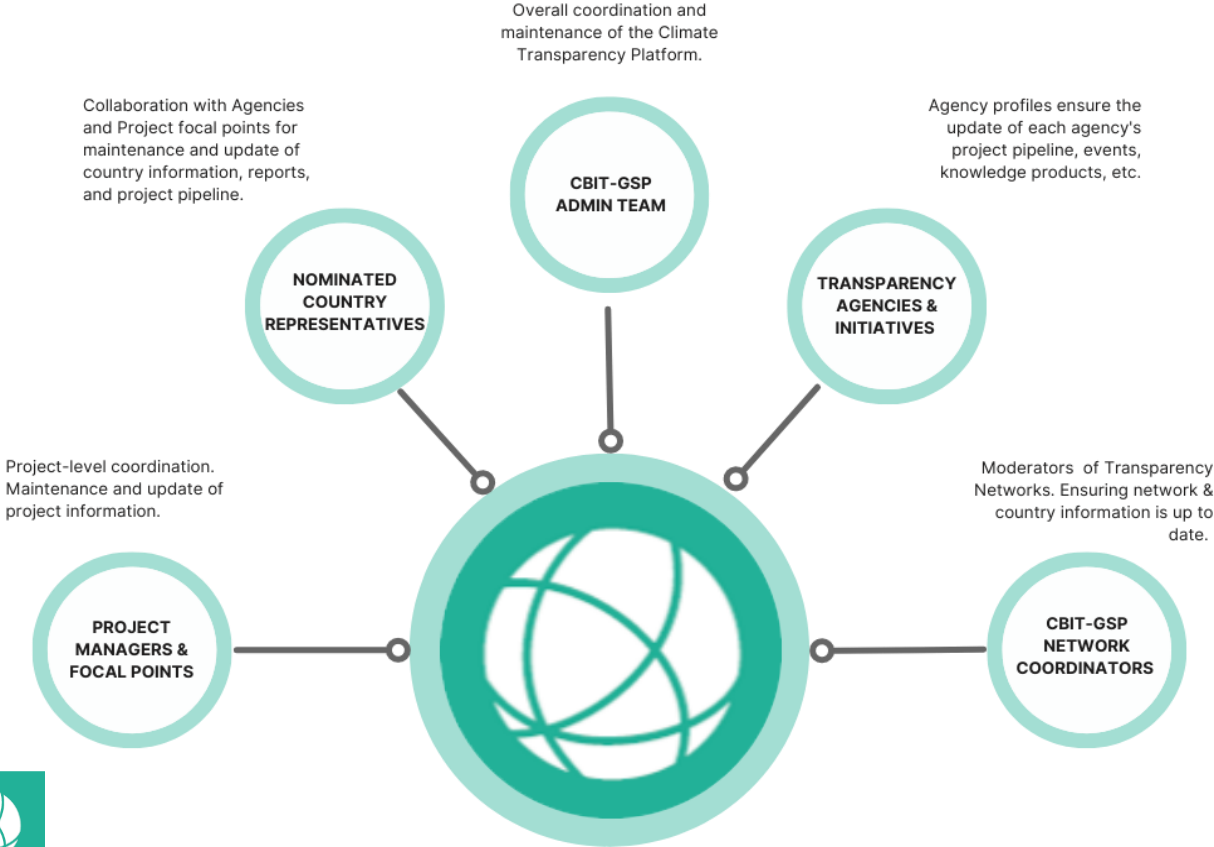 Overall coordination and
maintenance of the Climate
Transparency Platform.
Collaboration with Agencies
and Project focal points for
maintenance and update of
country information, reports,
and project pipeline.
Agency profiles ensure the
update of each agency's
project pipeline, events,
knowledge products, etc.
CBIT-GSP
ADMIN TEAM
NOMINATED
COUNTRY
REPRESENTATIVES
TRANSPARENCY
AGENCIES &
INITIATIVES
Project-level coordination.
Maintenance and update of
project information.
Moderators of Transparency
Networks. Ensuring network &
country information is up to
date.
PROJECT
MANAGERS &
FOCAL POINTS
CBIT-GSP
NETWORK
COORDINATORS